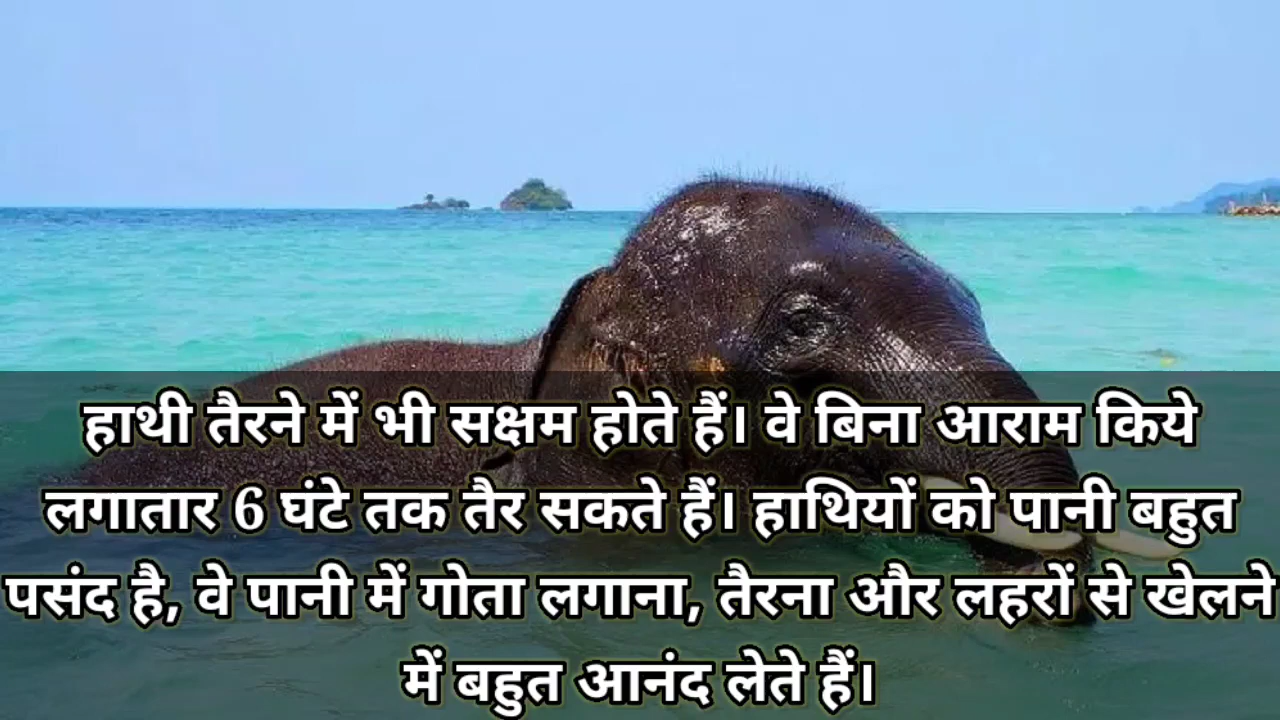 हाथी तैरने में भी सक्षम होते हैं। वे बिना आराम किये
लगातार 6 घंटे तक तैर सकते हैं। हाथियों को पानी बहुत
पसंद है, वे पानी में गोता लगाना, तैरना और लहरों से खेलने
में बहुत आनंद लेते हैं।